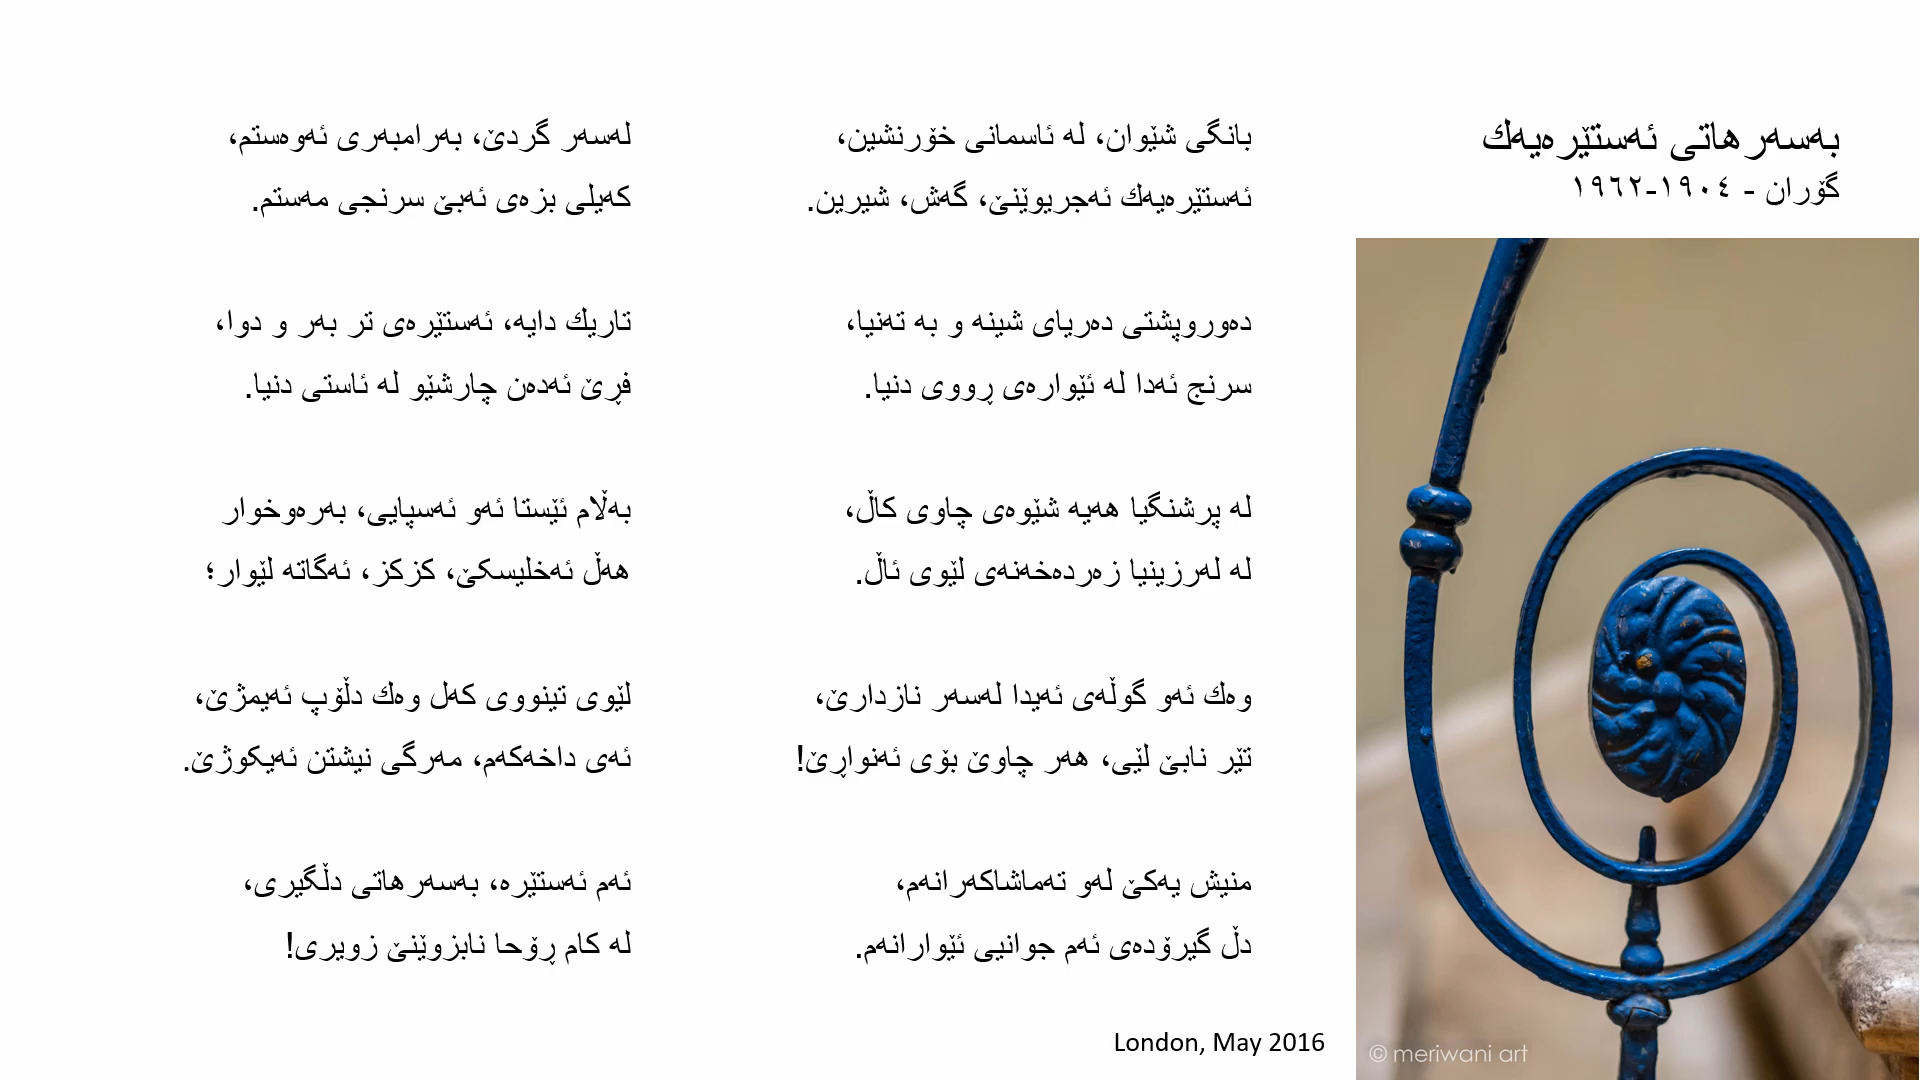 بەسەرهاتی ئەستێرەیەك
گۆران - ١٩٠٤-١٩٦٢
بانگی شێوان، لە ئاسمانی خۆرنشین،
ئەستێرەیەك ئەجریوێنێ، گەش، شیرین.
دەوروپشتی دەریای شینە و بە تەنیا،
سرنج ئەدا لە ئێوارەی ڕووی دنیا.
لە پرشنگیا هەیە شێوەی چاوی کاڵ،
لە لەرزینیا زەردەخەنەی لێوی ئاڵ.
وەك ئەو گوڵەی ئەیدا لەسەر نازدارێ،
تێر نابێ لێی، هەر چاوێ بۆی ئەنواڕێ!
منیش یەکێ لەو تەماشاکەرانەم،
دڵ گیرۆدەی ئەم جوانیی ئێوارانەم.
لەسەر گردێ، بەرامبەری ئەوەستم،
کەیلی بزەی ئەبێ سرنجی مەستم.
تاریك دایە، ئەستێرەی تر بەر و دوا،
فڕێ ئەدەن چارشێو لە ئاستی دنیا.
بەڵام ئێستا ئەو ئەسپایی، بەرەوخوار
هەڵ ئەخلیسکێ، کزکز، ئەگاتە لێوار؛
لێوی تینووی کەل وەك دڵۆپ ئەیمژێ،
ئەی داخەکەم، مەرگی نیشتن ئەیکوژێ.
ئەم ئەستێرە، بەسەرهاتی دڵگیری،
لە کام ڕۆحا نابزوێنێ زویری!
London, May 2016
© meriwani art